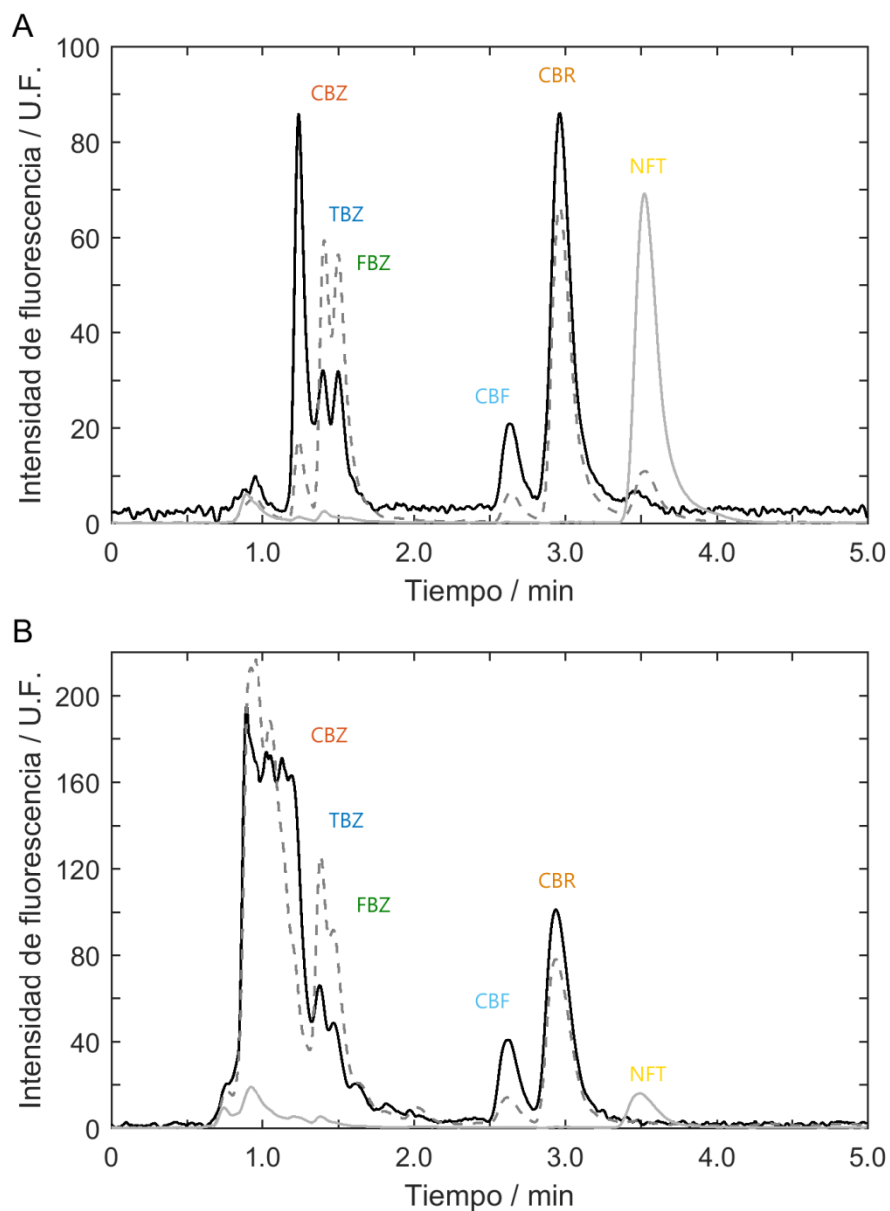 A
Intensidad de fluorescencia / U.F.
100
80
60
40
20
0
CBZ
TBZ
FBZ
CBF
CBR
NFT
0 1.0 2.0 3.0 4.0 5.0
Tiempo / min
B
Intensidad de fluorescencia / U.F.
200
160
120
80
40
0
CBZ
TBZ
FBZ
CBF
CBR
NFT
0 1.0 2.0 3.0 4.0 5.0
Tiempo / min